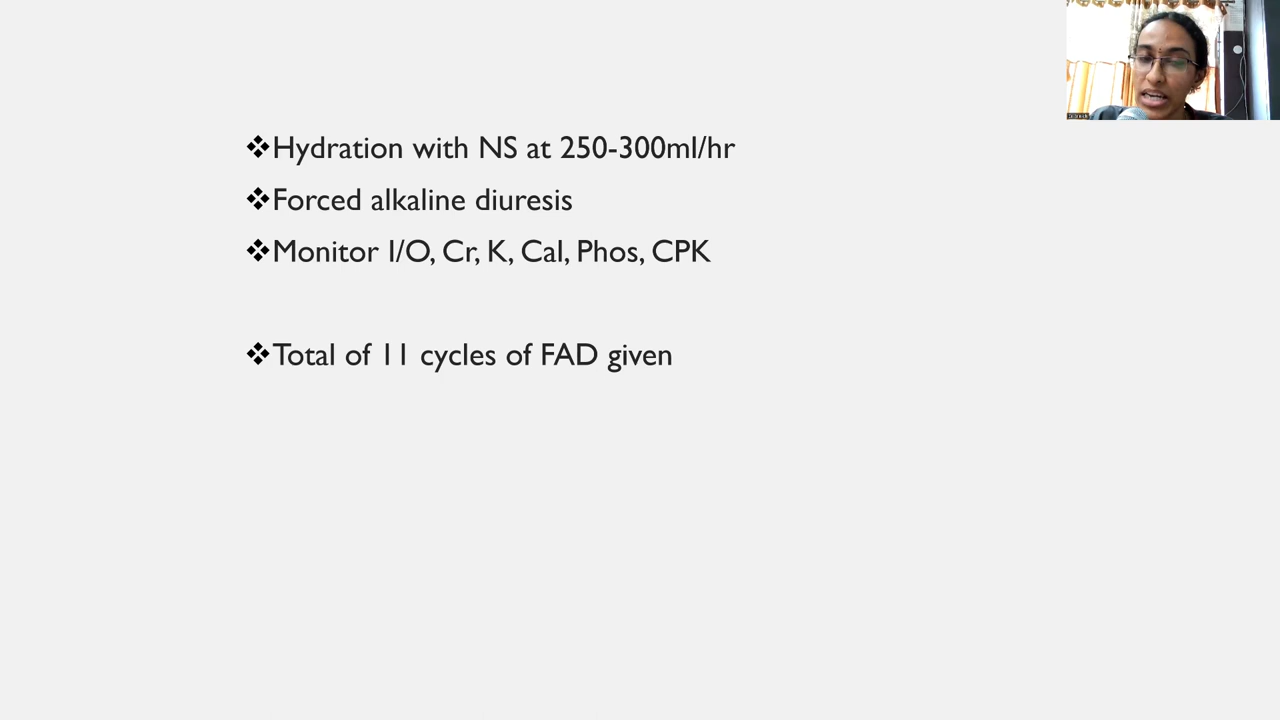 ❖Hydration with NS at 250-300ml/hr
❖Forced alkaline diuresis
❖Monitor I/O, Cr, K, Cal, Phos, CPK
❖Total of 11 cycles of FAD given